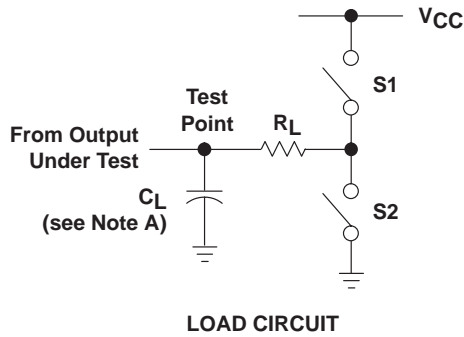 VCC
S1
Test
Point
RL
From Output
Under Test
CL
(see Note A)
S2
LOAD CIRCUIT